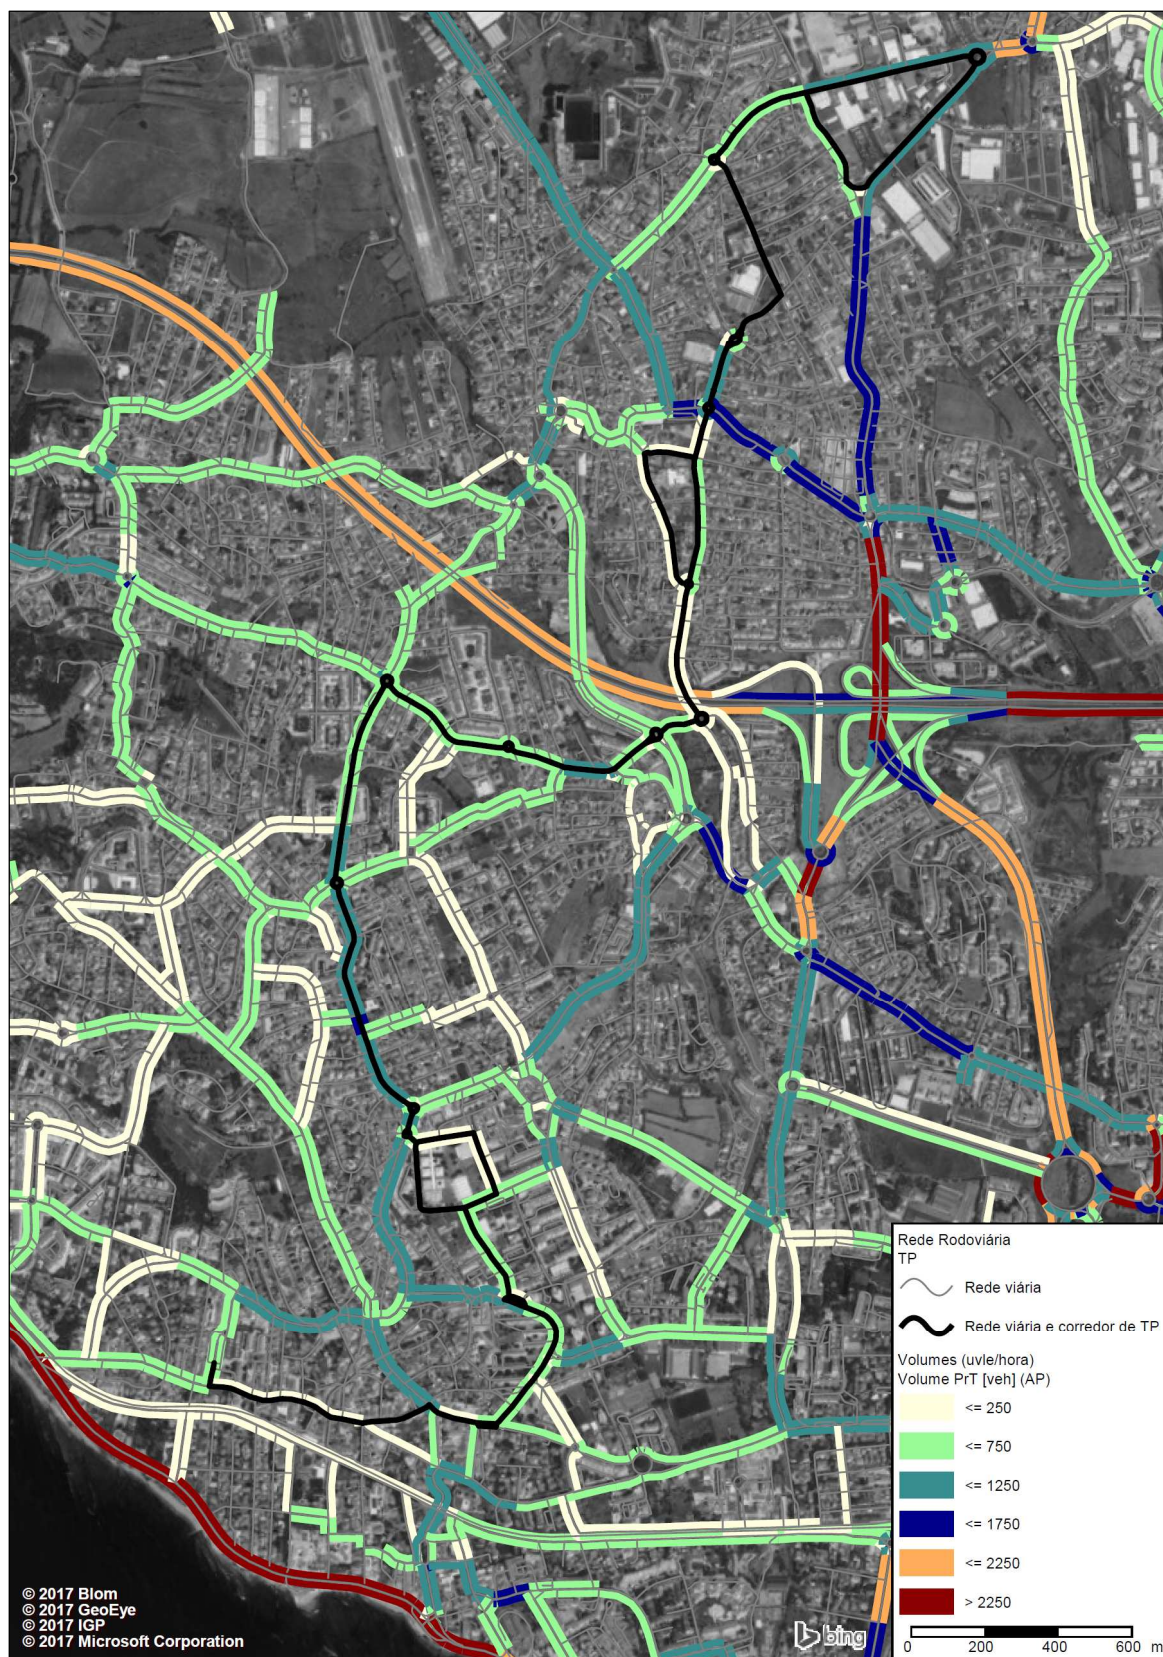 Rede Rodoviária
TP
Rede viária
Rede viária e corredor de TP
Volumes (uvle/hora)
Volume PrT [veh] (AP)
<= 250
<= 750
<= 1250
<= 1750
<= 2250
> 2250
0 200 400 600 m
bing
© 2017 Blom
© 2017 GeoEye
© 2017 IGP
© 2017 Microsoft Corporation